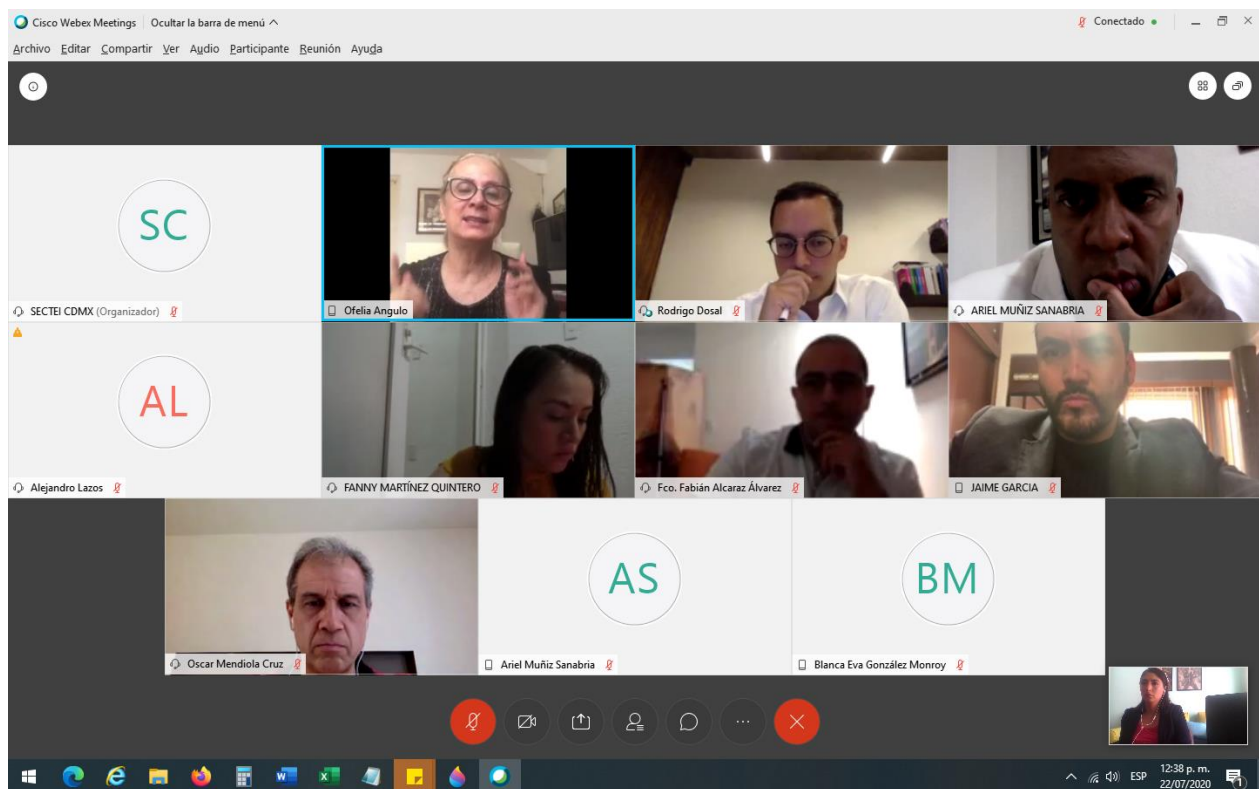 Cisco Webex Meetings Ocultar la barra de menú
Conectado
Archivo Editar Compartir Ver Audio Participante Reunión Ayuda
SC
SECTEI CDMX (Organizador)
Ofelia Angulo
Rodrigo Dosal
ARIEL MUÑIZ SANABRIA
AL
Alejandro Lazos
FANNY MARTÍNEZ QUINTERO
Fco. Fabián Alcaraz Álvarez
JAIME GARCIA
Oscar Mendiola Cruz
AS
Ariel Muñiz Sanabria
BM
Blanca Eva González Monroy
ESP
12:38 p. m.
22/07/2020
1